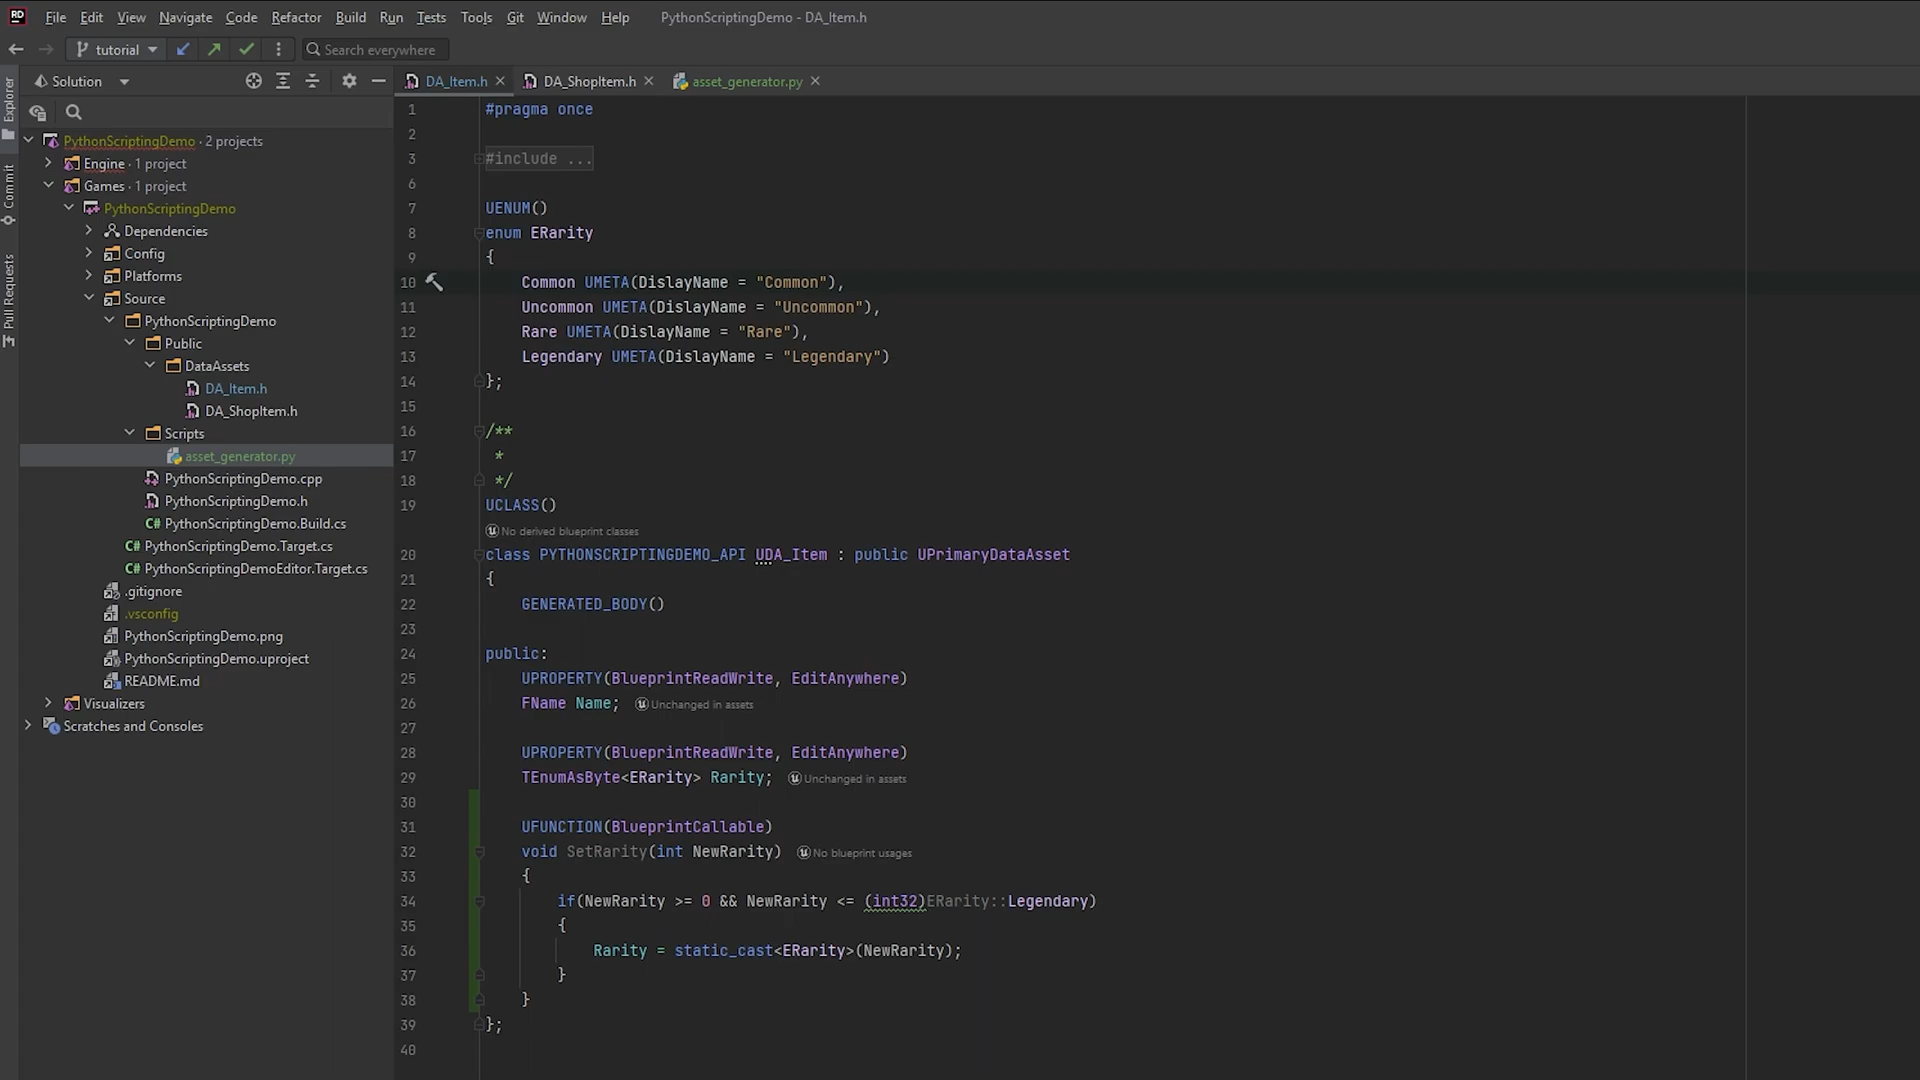 RD File Edit View Navigate Code Refactor Build Run Tests Tools Git Window Help PythonScriptingDemo - DA_Item.h
tutorial Search everywhere
Solution DA_Item.h DA_ShopItem.h asset_generator.py
Explorer
Commit
Pull Requests
PythonScriptingDemo · 2 projects
Engine · 1 project
Games · 1 project
PythonScriptingDemo
Dependencies
Config
Platforms
Source
PythonScriptingDemo
Public
DataAssets
DA_Item.h
DA_ShopItem.h
Scripts
asset_generator.py
PythonScriptingDemo.cpp
PythonScriptingDemo.h
C# PythonScriptingDemo.Build.cs
C# PythonScriptingDemo.Target.cs
C# PythonScriptingDemoEditor.Target.cs
.gitignore
.vsconfig
PythonScriptingDemo.png
PythonScriptingDemo.uproject
README.md
Visualizers
Scratches and Consoles
1 #pragma once
2
3 #include ...
6
7 UENUM()
8 enum ERarity
9 {
10 Common UMETA(DislayName = "Common"),
11 Uncommon UMETA(DislayName = "Uncommon"),
12 Rare UMETA(DislayName = "Rare"),
13 Legendary UMETA(DislayName = "Legendary")
14 };
15
16 /**
17 *
18 */
19 UCLASS()
No derived blueprint classes
20 class PYTHONSCRIPTINGDEMO_API UDA_Item : public UPrimaryDataAsset
21 {
22 GENERATED_BODY()
23
24 public:
25 UPROPERTY(BlueprintReadWrite, EditAnywhere)
26 FName Name; Unchanged in assets
27
28 UPROPERTY(BlueprintReadWrite, EditAnywhere)
29 TEnumAsByte<ERarity> Rarity; Unchanged in assets
30
31 UFUNCTION(BlueprintCallable)
32 void SetRarity(int NewRarity) No blueprint usages
33 {
34 if(NewRarity >= 0 && NewRarity <= (int32)ERarity::Legendary)
35 {
36 Rarity = static_cast<ERarity>(NewRarity);
37 }
38 }
39 };
40